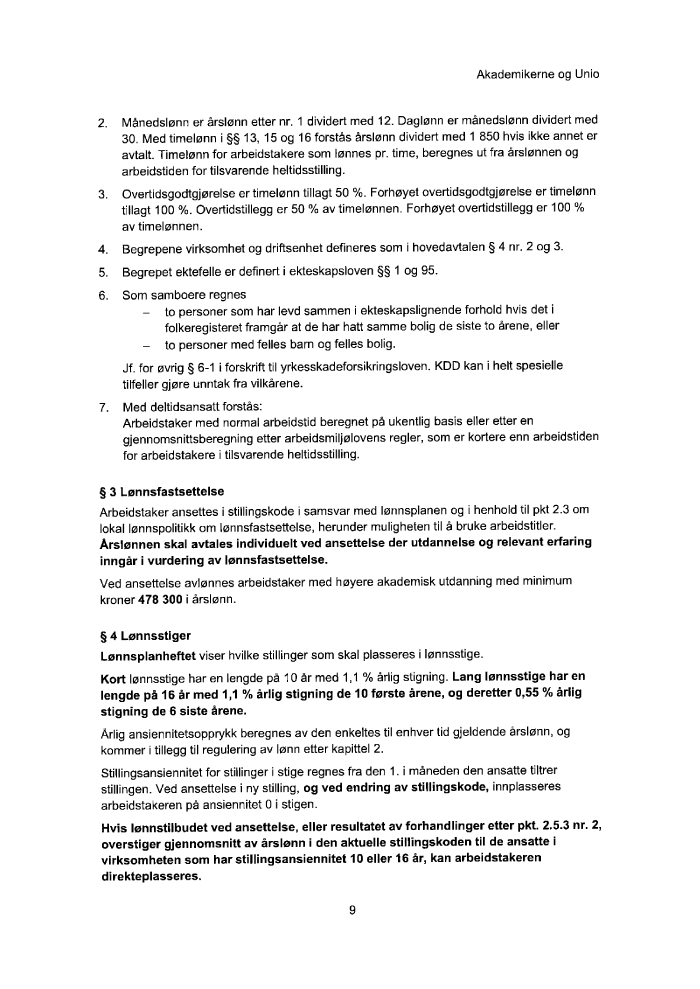 Akademikerne og Unio
2. Månedslønn er årslønn etter nr. 1 dividert med 12. Daglønn er månedslønn dividert med
30. Med timelønn i §§ 13, 15 og 16 forstås årslønn dividert med 1 850 hvis ikke annet er
avtalt. Timelønn for arbeidstakere som lønnes pr. time, beregnes ut fra årslønnen og
arbeidstiden for tilsvarende heltidsstilling.
3. Overtidsgodtgjørelse er timelønn tillagt 50 %. Forhøyet overtidsgodtgjørelse er timelønn
tillagt 100 %. Overtidstillegg er 50 % av timelønnen. Forhøyet overtidstillegg er 100 %
av timelønnen.
4. Begrepene virksomhet og driftsenhet defineres som i hovedavtalen § 4 nr. 2 og 3.
5. Begrepet ektefelle er definert i ekteskapsloven §§ 1 og 95.
6. Som samboere regnes
– to personer som har levd sammen i ekteskapslignende forhold hvis det i
folkeregisteret framgår at de har hatt samme bolig de siste to årene, eller
– to personer med felles barn og felles bolig.
Jf. for øvrig § 6-1 i forskrift til yrkesskadeforsikringsloven. KDD kan i helt spesielle
tilfeller gjøre unntak fra vilkårene.
7. Med deltidsansatt forstås:
Arbeidstaker med normal arbeidstid beregnet på ukentlig basis eller etter en
gjennomsnittsberegning etter arbeidsmiljølovens regler, som er kortere enn arbeidstiden
for arbeidstakere i tilsvarende heltidsstilling.
§ 3 Lønnsfastsettelse
Arbeidstaker ansettes i stillingskode i samsvar med lønnsplanen og i henhold til pkt 2.3 om
lokal lønnspolitikk om lønnsfastsettelse, herunder muligheten til å bruke arbeidstitler.
Årslønnen skal avtales individuelt ved ansettelse der utdannelse og relevant erfaring
inngår i vurdering av lønnsfastsettelse.
Ved ansettelse avlønnes arbeidstaker med høyere akademisk utdanning med minimum
kroner 478 300 i årslønn.
§ 4 Lønnsstiger
Lønnsplanheftet viser hvilke stillinger som skal plasseres i lønnsstige.
Kort lønnsstige har en lengde på 10 år med 1,1 % årlig stigning. Lang lønnsstige har en
lengde på 16 år med 1,1 % årlig stigning de 10 første årene, og deretter 0,55 % årlig
stigning de 6 siste årene.
Årlig ansiennitetsopprykk beregnes av den enkeltes til enhver tid gjeldende årslønn, og
kommer i tillegg til regulering av lønn etter kapittel 2.
Stillingsansiennitet for stillinger i stige regnes fra den 1. i måneden den ansatte tiltrer
stillingen. Ved ansettelse i ny stilling, og ved endring av stillingskode, innplasseres
arbeidstakeren på ansiennitet 0 i stigen.
Hvis lønnstilbudet ved ansettelse, eller resultatet av forhandlinger etter pkt. 2.5.3 nr. 2,
overstiger gjennomsnitt av årslønn i den aktuelle stillingskoden til de ansatte i
virksomheten som har stillingsansiennitet 10 eller 16 år, kan arbeidstakeren
direkteplasseres.
9